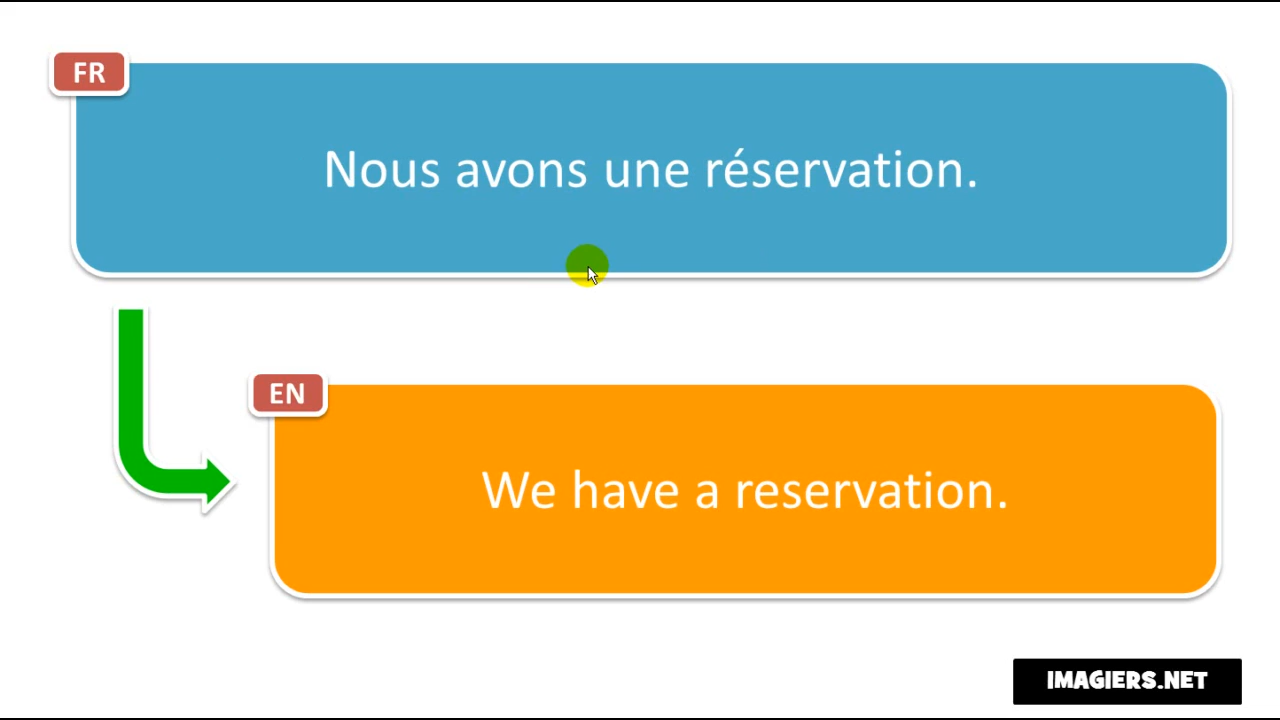 FR
Nous avons une réservation.
EN
We have a reservation.
IMAGIERS.NET